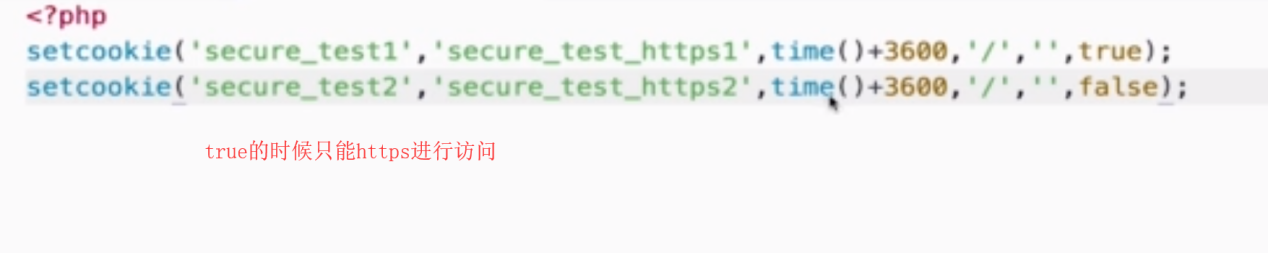 <?php
setcookie('secure_test1','secure_test_https1',time()+3600,'/','',true);
setcookie('secure_test2','secure_test_https2',time()+3600,'/','',false);
true的时候只能https进行访问